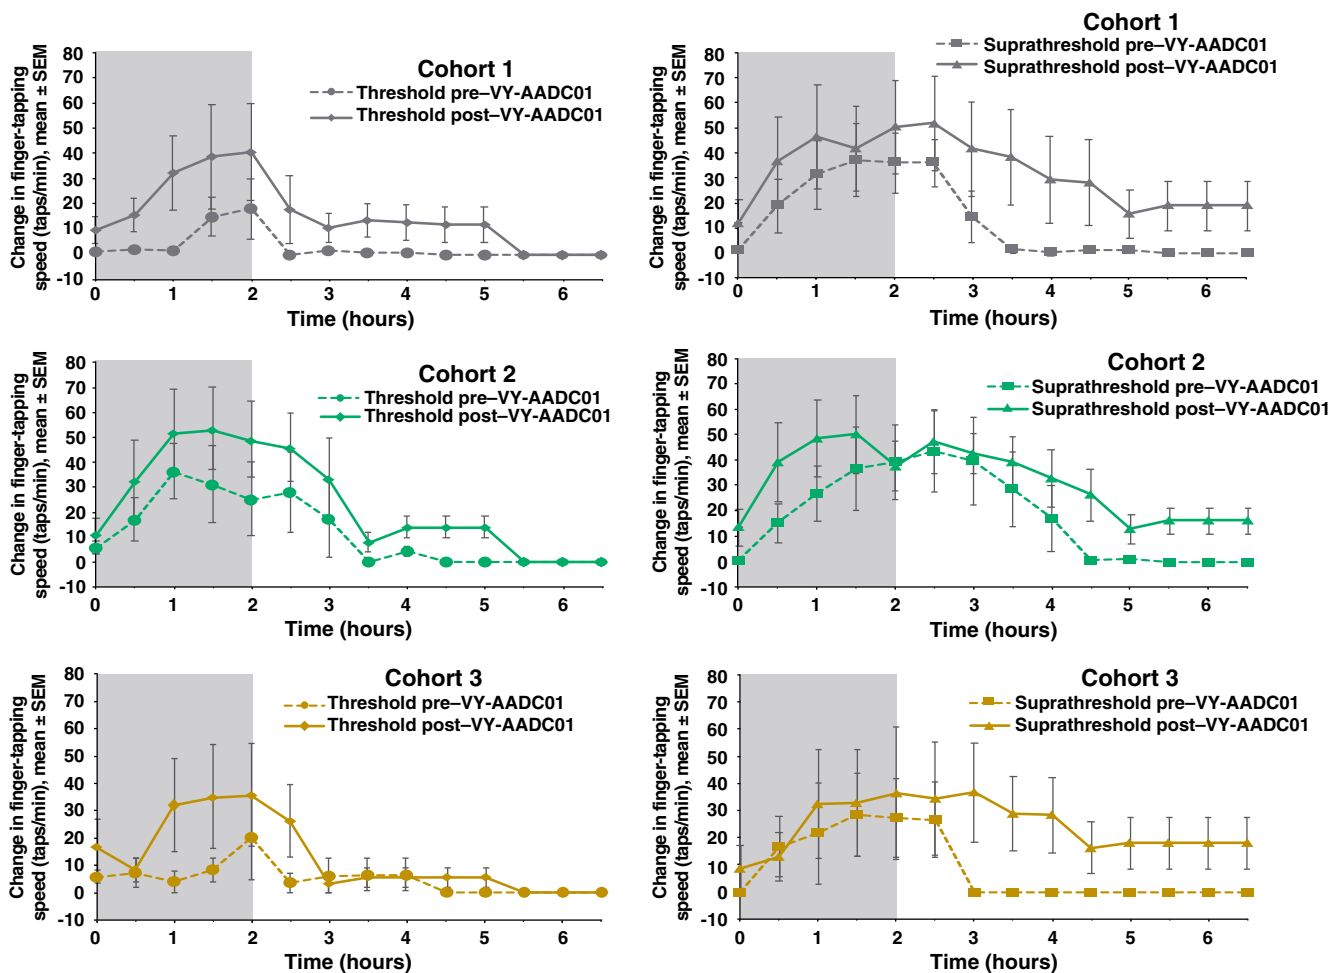 Cohort 1
Threshold pre–VY-AADC01
Threshold post–VY-AADC01
Change in finger-tapping
speed (taps/min), mean ± SEM
80
70
60
50
40
30
20
10
0
-10
0 1 2 3 4 5 6
Time (hours)
Cohort 1
Suprathreshold pre–VY-AADC01
Suprathreshold post–VY-AADC01
Change in finger-tapping
speed (taps/min), mean ± SEM
80
70
60
50
40
30
20
10
0
-10
0 1 2 3 4 5 6
Time (hours)
Cohort 2
Threshold pre–VY-AADC01
Threshold post–VY-AADC01
Change in finger-tapping
speed (taps/min), mean ± SEM
80
70
60
50
40
30
20
10
0
-10
0 1 2 3 4 5 6
Time (hours)
Cohort 2
Suprathreshold pre–VY-AADC01
Suprathreshold post–VY-AADC01
Change in finger-tapping
speed (taps/min), mean ± SEM
80
70
60
50
40
30
20
10
0
-10
0 1 2 3 4 5 6
Time (hours)
Cohort 3
Threshold pre–VY-AADC01
Threshold post–VY-AADC01
Change in finger-tapping
speed (taps/min), mean ± SEM
80
70
60
50
40
30
20
10
0
-10
0 1 2 3 4 5 6
Time (hours)
Cohort 3
Suprathreshold pre–VY-AADC01
Suprathreshold post–VY-AADC01
Change in finger-tapping
speed (taps/min), mean ± SEM
80
70
60
50
40
30
20
10
0
-10
0 1 2 3 4 5 6
Time (hours)